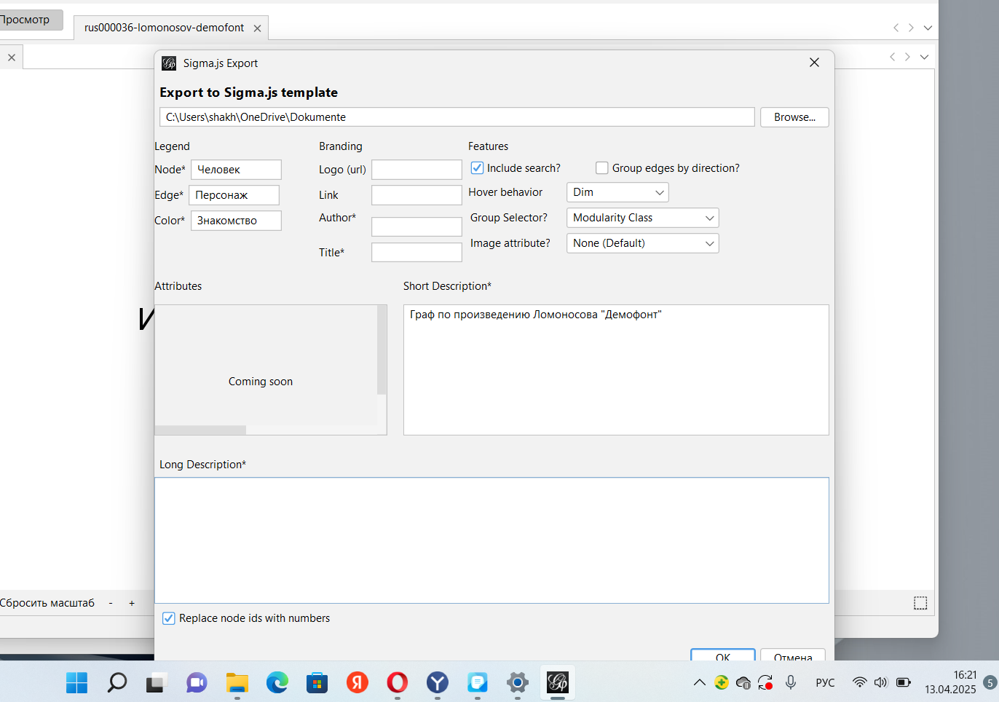 Просмотр
rus000036-lomonosov-demofont
Sigma.js Export
Export to Sigma.js template
C:\Users\shakh\OneDrive\Dokumente
Browse...
Legend
Branding
Features
Node*
Человек
Logo (url)
Include search?
Group edges by direction?
Edge*
Персонаж
Link
Hover behavior
Dim
Color*
Знакомство
Author*
Group Selector?
Modularity Class
Title*
Image attribute?
None (Default)
Attributes
Short Description*
Граф по произведению Ломоносова "Демофонт"
Coming soon
Long Description*
Сбросить масштаб
-
+
Replace node ids with numbers
OK
Отмена
РУС
16:21
13.04.2025
5